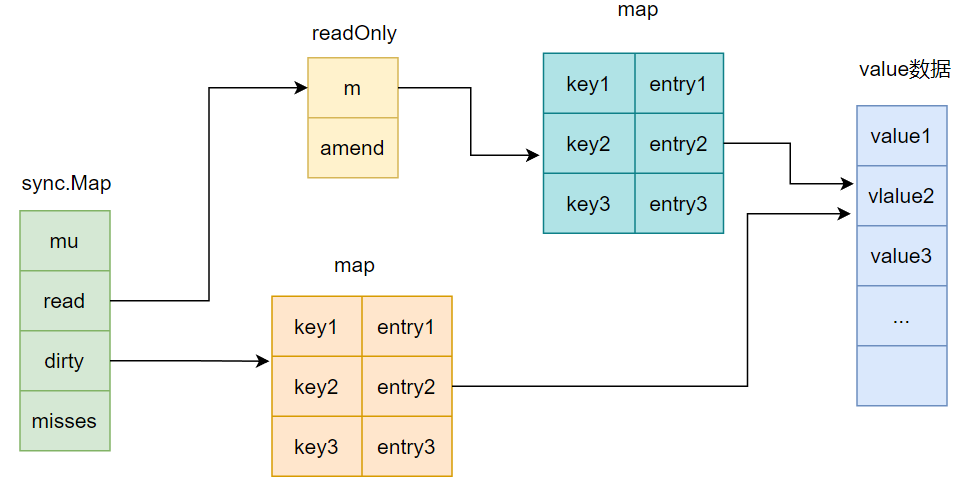 sync.Map
mu
read
dirty
misses
readOnly
m
amend
map
key1 entry1
key2 entry2
key3 entry3
map
key1 entry1
key2 entry2
key3 entry3
value数据
value1
vlalue2
value3
...